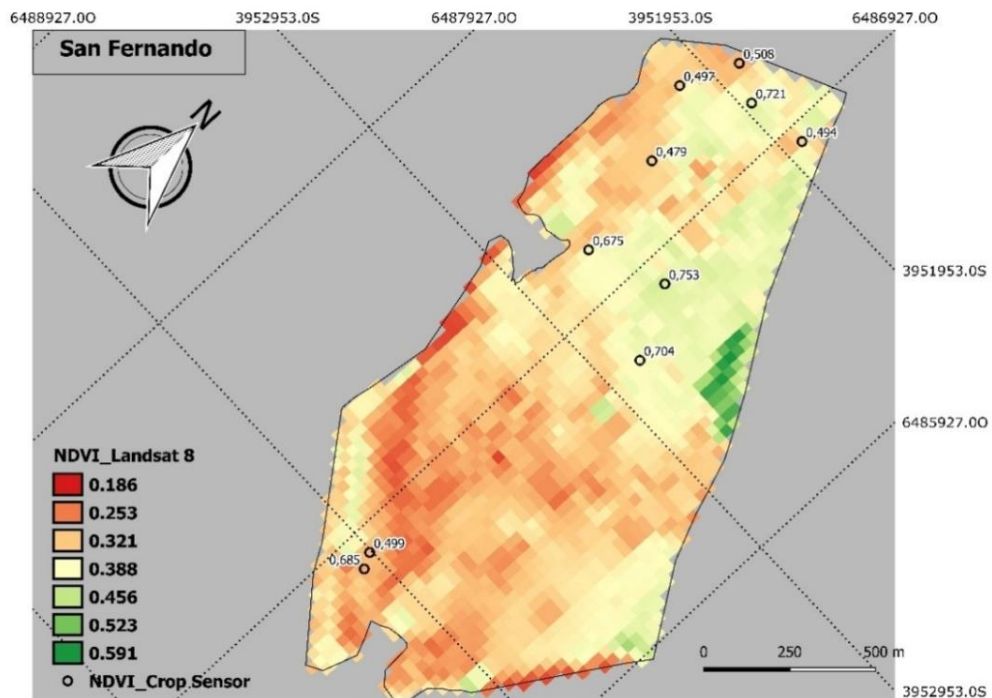 6488927.0O 3952953.0S 6487927.0O 3951953.0S 6486927.0O
San Fernando
N
0,508
0,497
0,721
0,494
0,479
0,675
0,753
3951953.0S
0,704
6485927.0O
NDVI_Landsat 8
0.186
0.253
0.321
0.388
0.456
0.523
0.591
NDVI_Crop Sensor
0,499
0,685
0 250 500 m
3952953.0S